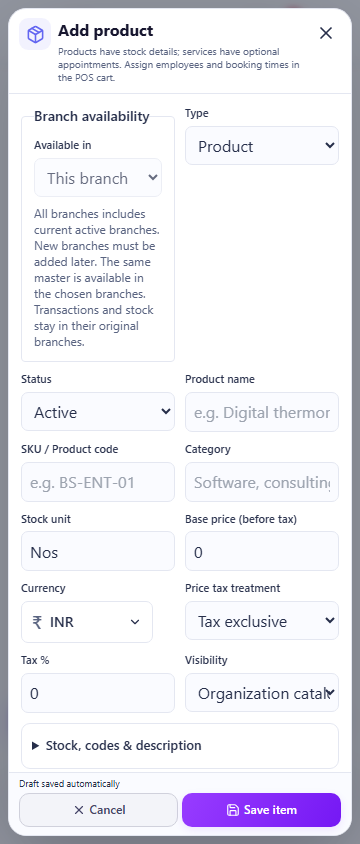 Add product
Products have stock details; services have optional
appointments. Assign employees and booking times in
the POS cart.
Branch availability
Available in
This branch
All branches includes
current active branches.
New branches must be
added later. The same
master is available in
the chosen branches.
Transactions and stock
stay in their original
branches.
Type
Product
Status
Active
Product name
e.g. Digital thermor
SKU / Product code
e.g. BS-ENT-01
Category
Software, consulting
Stock unit
Nos
Base price (before tax)
0
Currency
₹ INR
Price tax treatment
Tax exclusive
Tax %
0
Visibility
Organization catal
Stock, codes & description
Draft saved automatically
Cancel
Save item